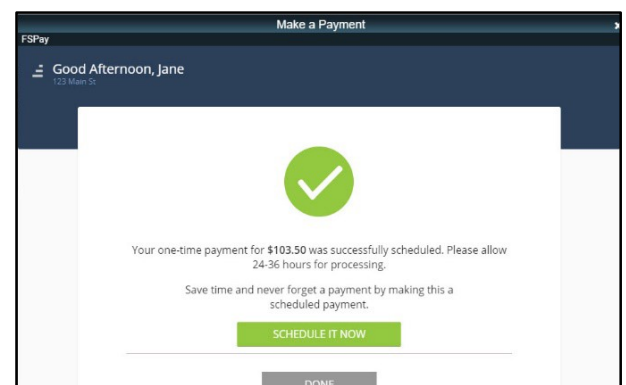 Make a Payment
FSPay
Good Afternoon, Jane
123 Main St
Your one-time payment for $103.50 was successfully scheduled. Please allow
24-36 hours for processing.
Save time and never forget a payment by making this a
scheduled payment.
SCHEDULE IT NOW
DONE